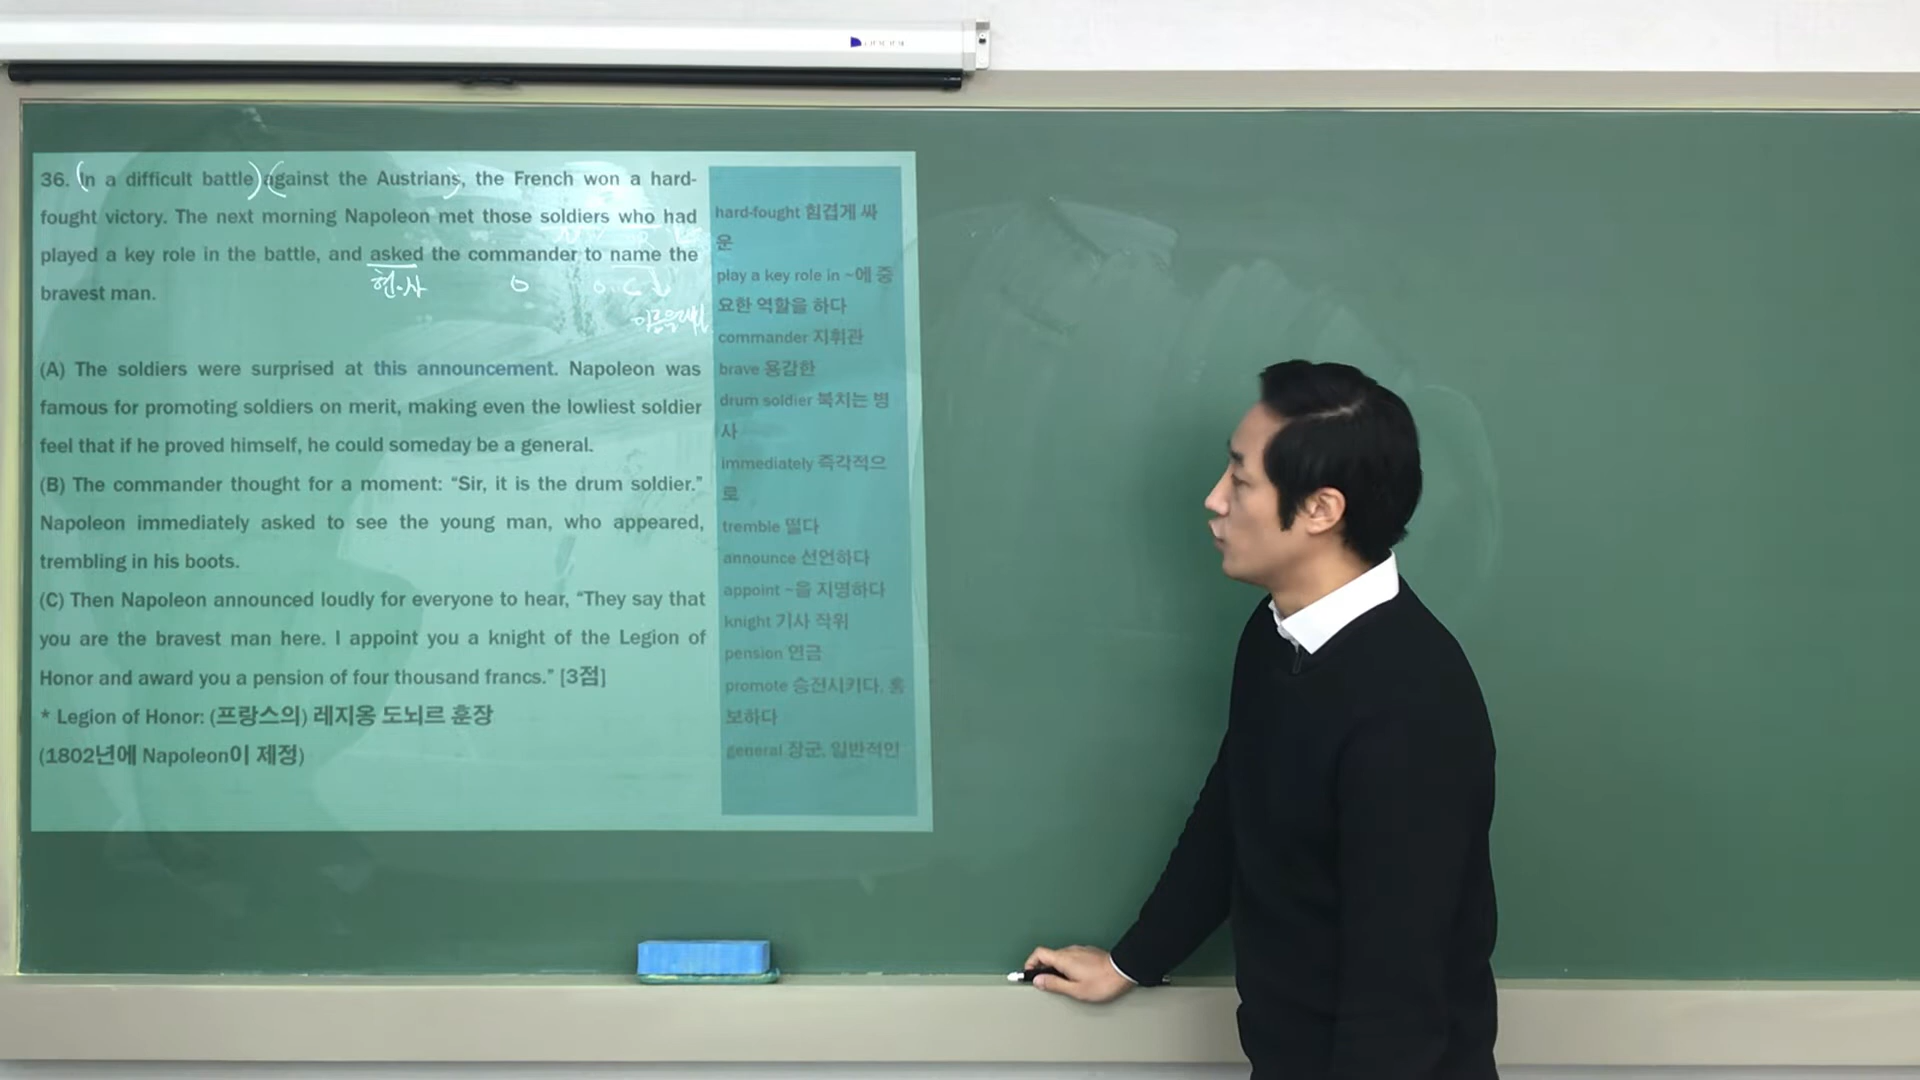 36. In a difficult battle against the Austrians, the French won a hard-
fought victory. The next morning Napoleon met those soldiers who had
played a key role in the battle, and asked the commander to name the
bravest man.
현·사 O O.C
(A) The soldiers were surprised at this announcement. Napoleon was
famous for promoting soldiers on merit, making even the lowliest soldier
feel that if he proved himself, he could someday be a general.
(B) The commander thought for a moment: “Sir, it is the drum soldier.”
Napoleon immediately asked to see the young man, who appeared,
trembling in his boots.
(C) Then Napoleon announced loudly for everyone to hear, “They say that
you are the bravest man here. I appoint you a knight of the Legion of
Honor and award you a pension of four thousand francs.” [3점]
* Legion of Honor: (프랑스의) 레지옹 도뇌르 훈장
(1802년에 Napoleon이 제정)
hard-fought 힘겹게 싸
운
play a key role in ~에 중
요한 역할을 하다
commander 지휘관
brave 용감한
drum soldier 북치는 병
사
immediately 즉각적으
로
tremble 떨다
announce 선언하다
appoint ~을 지명하다
knight 기사 작위
pension 연금
promote 승전시키다, 홍
보하다
general 장군, 일반적인